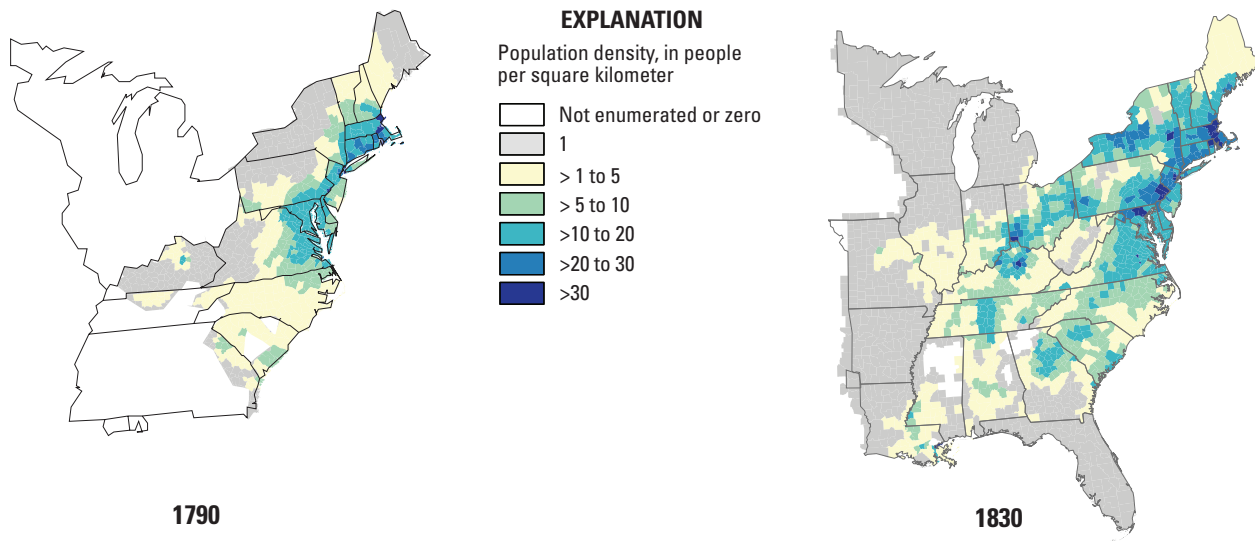 EXPLANATION
Population density, in people
per square kilometer
Not enumerated or zero
1
> 1 to 5
> 5 to 10
>10 to 20
>20 to 30
>30
1790
1830